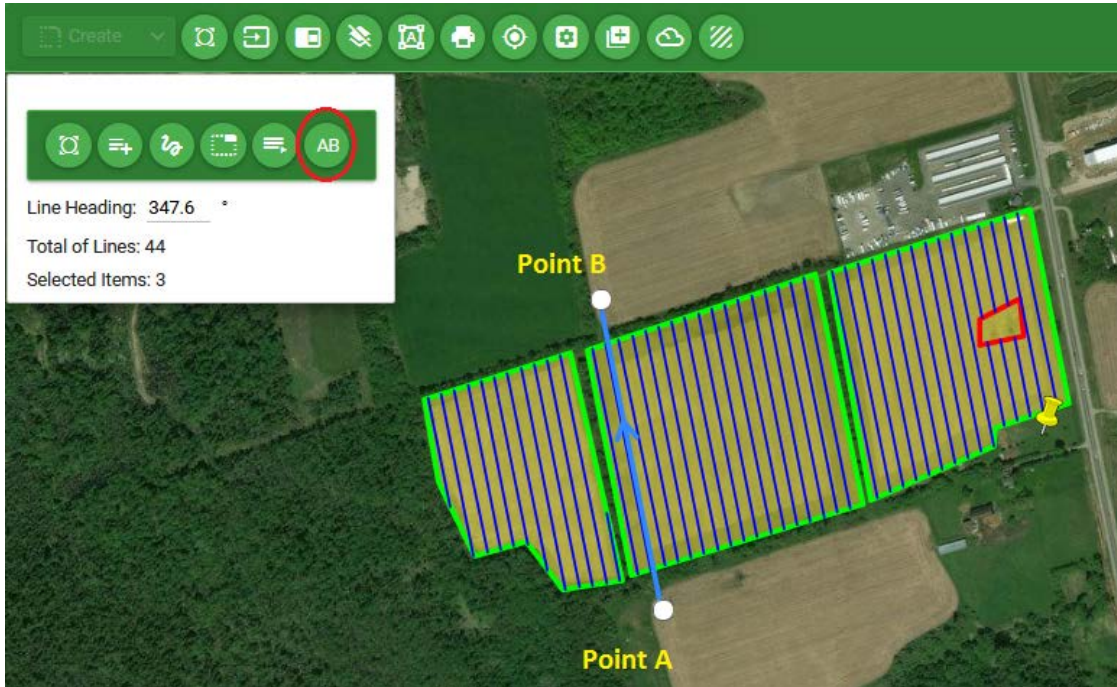 Create
AB
Line Heading: 347.6 °
Total of Lines: 44
Selected Items: 3
Point B
Point A